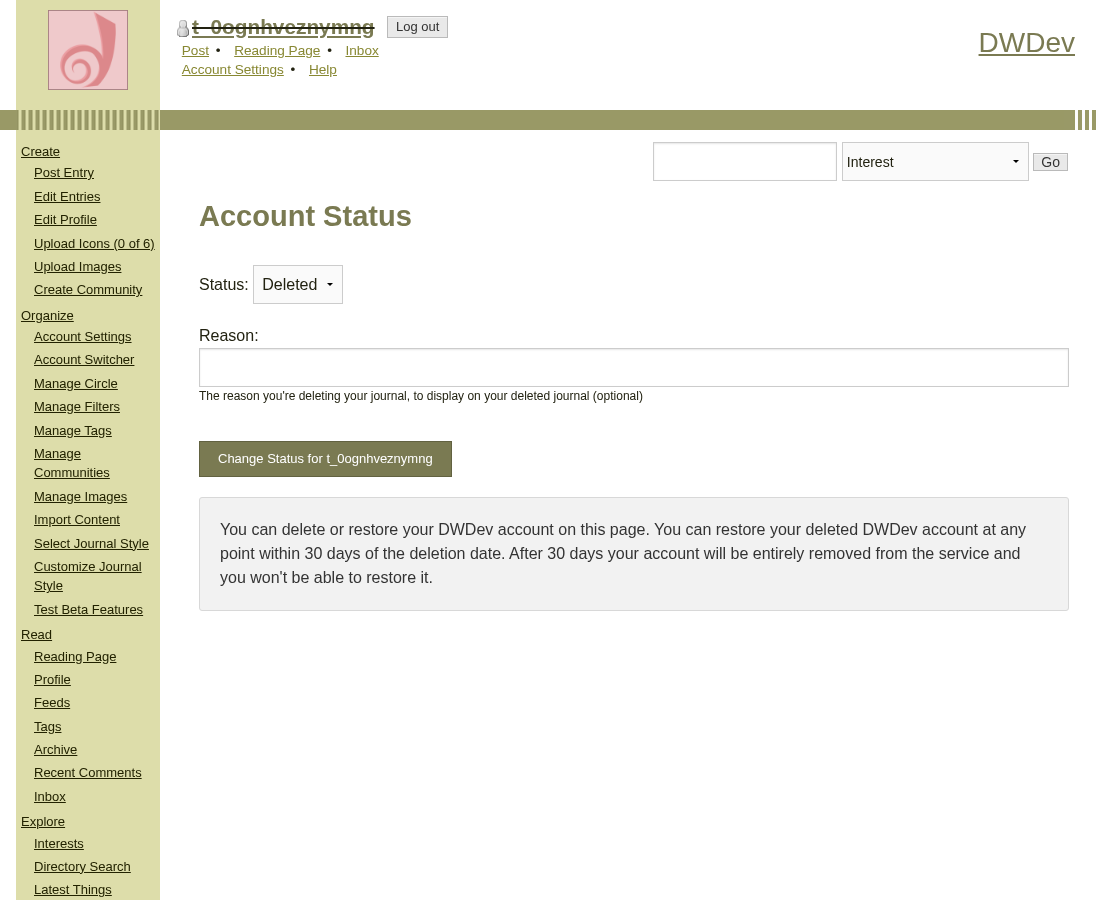 t_0ognhveznymng Log out
Post • Reading Page • Inbox
Account Settings • Help
DWDev
Create
Post Entry
Edit Entries
Edit Profile
Upload Icons (0 of 6)
Upload Images
Create Community
Organize
Account Settings
Account Switcher
Manage Circle
Manage Filters
Manage Tags
Manage
Communities
Manage Images
Import Content
Select Journal Style
Customize Journal
Style
Test Beta Features
Read
Reading Page
Profile
Feeds
Tags
Archive
Recent Comments
Inbox
Explore
Interests
Directory Search
Latest Things
Interest Go
Account Status
Status: Deleted
Reason:
The reason you're deleting your journal, to display on your deleted journal (optional)
Change Status for t_0ognhveznymng
You can delete or restore your DWDev account on this page. You can restore your deleted DWDev account at any
point within 30 days of the deletion date. After 30 days your account will be entirely removed from the service and
you won't be able to restore it.